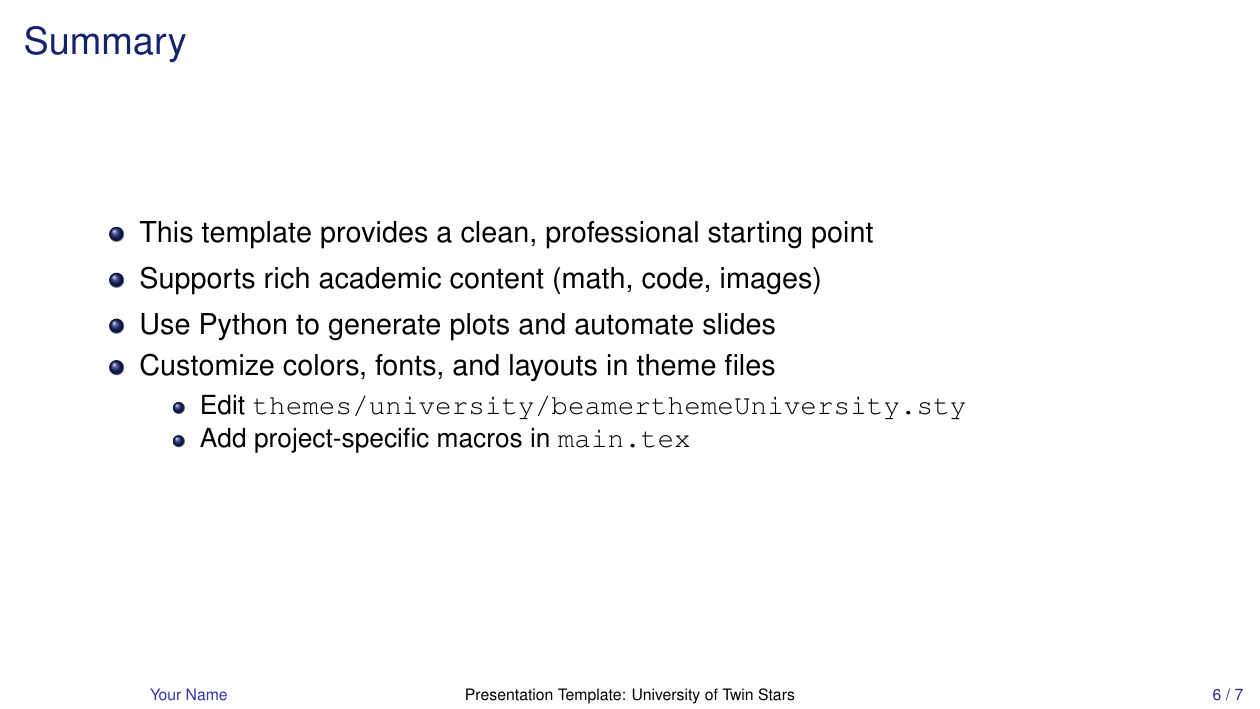 Summary
This template provides a clean, professional starting point
Supports rich academic content (math, code, images)
Use Python to generate plots and automate slides
Customize colors, fonts, and layouts in theme files
Edit themes/university/beamerthemeUniversity.sty
Add project-specific macros in main.tex
Your Name
Presentation Template: University of Twin Stars
6 / 7